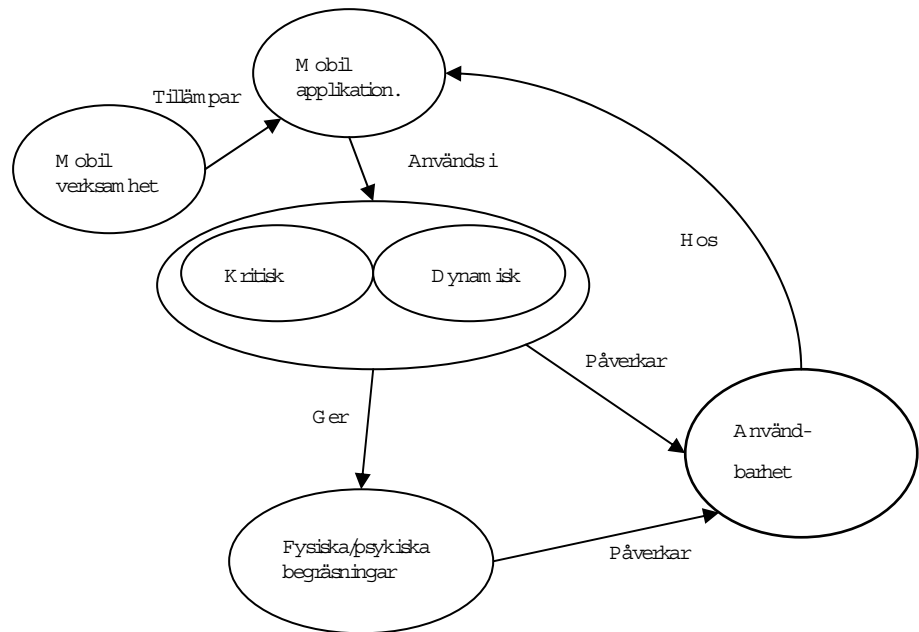 Mobil
applikation.
Tillämpar
Mobil
verksamhet
Används i
Hos
Kritisk
Dynamisk
Påverkar
Ger
Använd-
barhet
Fysiska/psykiska
begräsningar
Påverkar